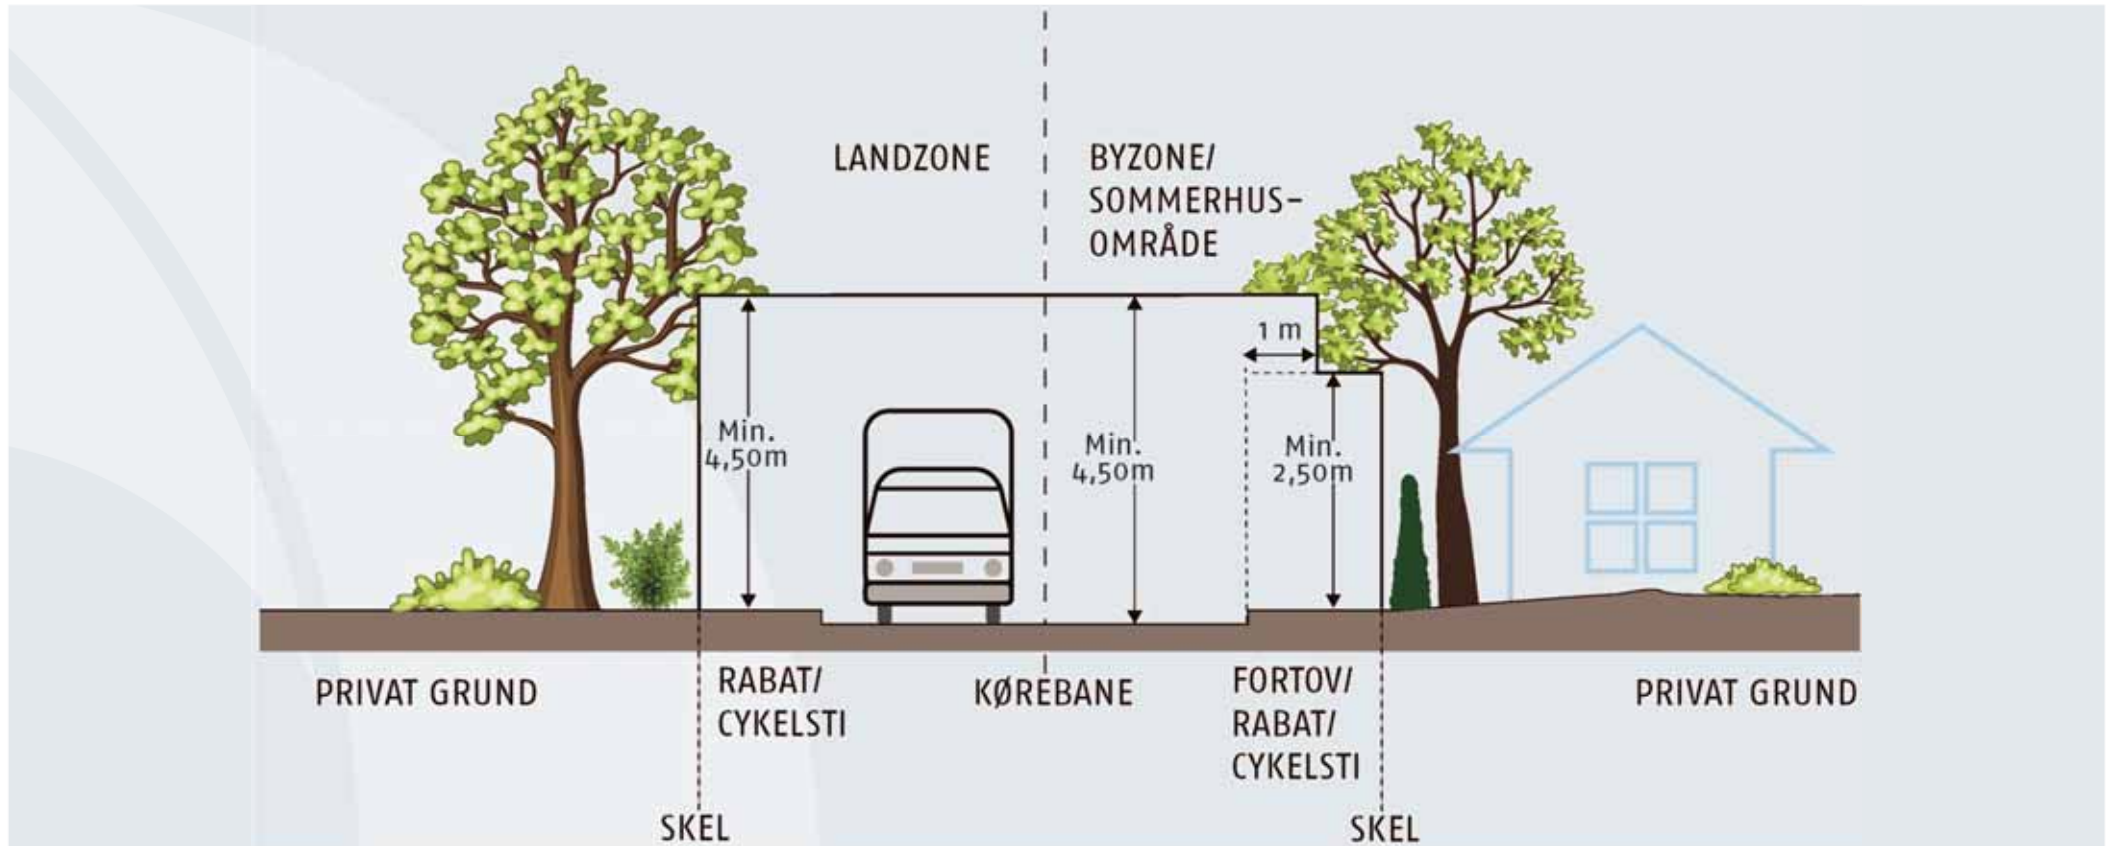 LANDZONE
BYZONE/
SOMMERHUS-
OMRÅDE
1 m
Min.
4,50m
Min.
4,50m
Min.
2,50m
PRIVAT GRUND
RABAT/
CYKELSTI
KØREBANE
FORTOV/
RABAT/
CYKELSTI
PRIVAT GRUND
SKEL
SKEL